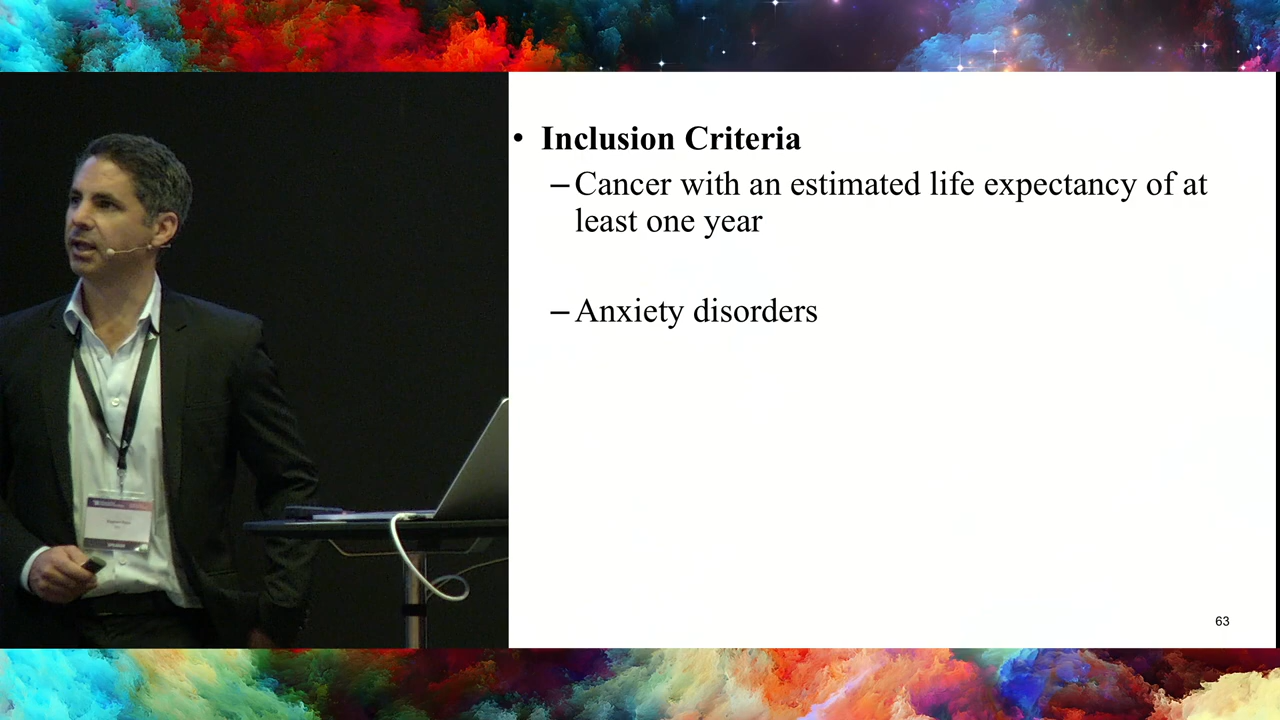 • Inclusion Criteria
– Cancer with an estimated life expectancy of at
least one year
– Anxiety disorders
63